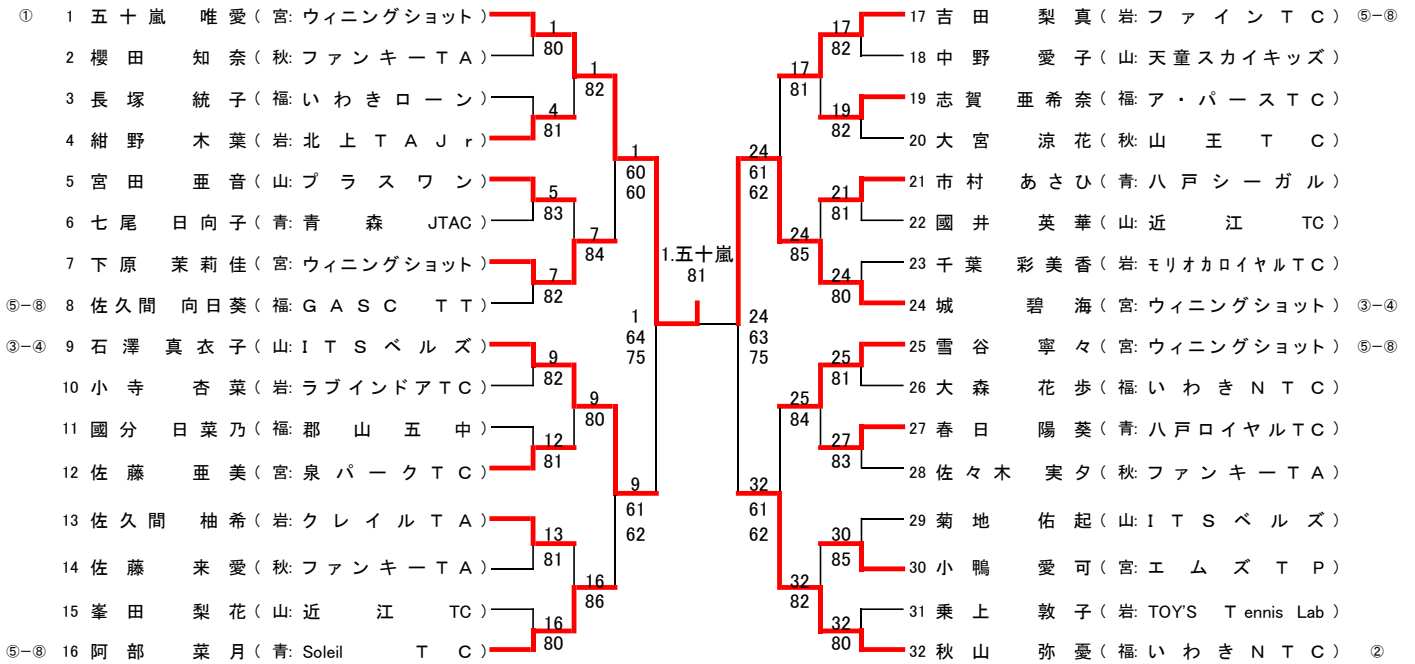 ① 1 五十嵐 唯愛 (宮: ウィニングショット)
2 櫻田 知奈 (秋: ファンキーTA)
3 長塚 統子 (福: いわきローン)
4 紺野 木葉 (岩: 北上TAJr)
5 宮田 亜音 (山: プラスワン)
6 七尾 日向子 (青: 青森 JTAC)
7 下原 茉莉佳 (宮: ウィニングショット)
⑤-⑧ 8 佐久間 向日葵 (福: GASC TT)
③-④ 9 石澤 真衣子 (山: ITSベルズ)
10 小寺 杏菜 (岩: ラブインドアTC)
11 國分 日菜乃 (福: 郡山五中)
12 佐藤 亜美 (宮: 泉パークTC)
13 佐久間 柚希 (岩: クレイルTA)
14 佐藤 来愛 (秋: ファンキーTA)
15 峯田 梨花 (山: 近江 TC)
⑤-⑧ 16 阿部 菜月 (青: Soleil TC)
1
80
4
81
5
83
7
82
9
82
12
81
13
81
16
80
1
82
7
84
9
80
16
86
1
60
60
9
61
62
1
64
75
1.五十嵐
81
24
63
75
24
61
62
32
61
62
17
81
24
85
25
84
32
82
17
82
19
82
21
81
24
80
25
81
27
83
30
85
32
80
17 吉田 梨真 (岩: ファインTC) ⑤-⑧
18 中野 愛子 (山: 天童スカイキッズ)
19 志賀 亜希奈 (福: ア・パースTC)
20 大宮 涼花 (秋: 山王TC)
21 市村 あさひ (青: 八戸シーガル)
22 國井 英華 (山: 近江 TC)
23 千葉 彩美香 (岩: モリオカロイヤルTC)
24 城 碧海 (宮: ウィニングショット) ③-④
25 雪谷 寧々 (宮: ウィニングショット) ⑤-⑧
26 大森 花歩 (福: いわきNTC)
27 春日 陽葵 (青: 八戸ロイヤルTC)
28 佐々木 実夕 (秋: ファンキーTA)
29 菊地 佑起 (山: ITSベルズ)
30 小鴨 愛可 (宮: エムズTP)
31 乗上 敦子 (岩: TOY'S Tennis Lab)
32 秋山 弥憂 (福: いわきNTC) ②